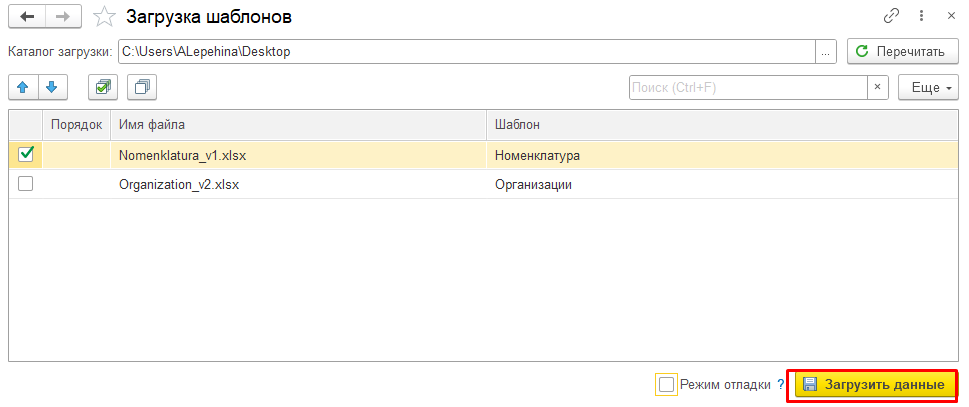 Загрузка шаблонов
Каталог загрузки: C:\Users\ALepehina\Desktop ... Перечитать
Поиск (Ctrl+F) × Еще
Порядок Имя файла Шаблон
Nomenklatura_v1.xlsx Номенклатура
Organization_v2.xlsx Организации
Режим отладки ? Загрузить данные